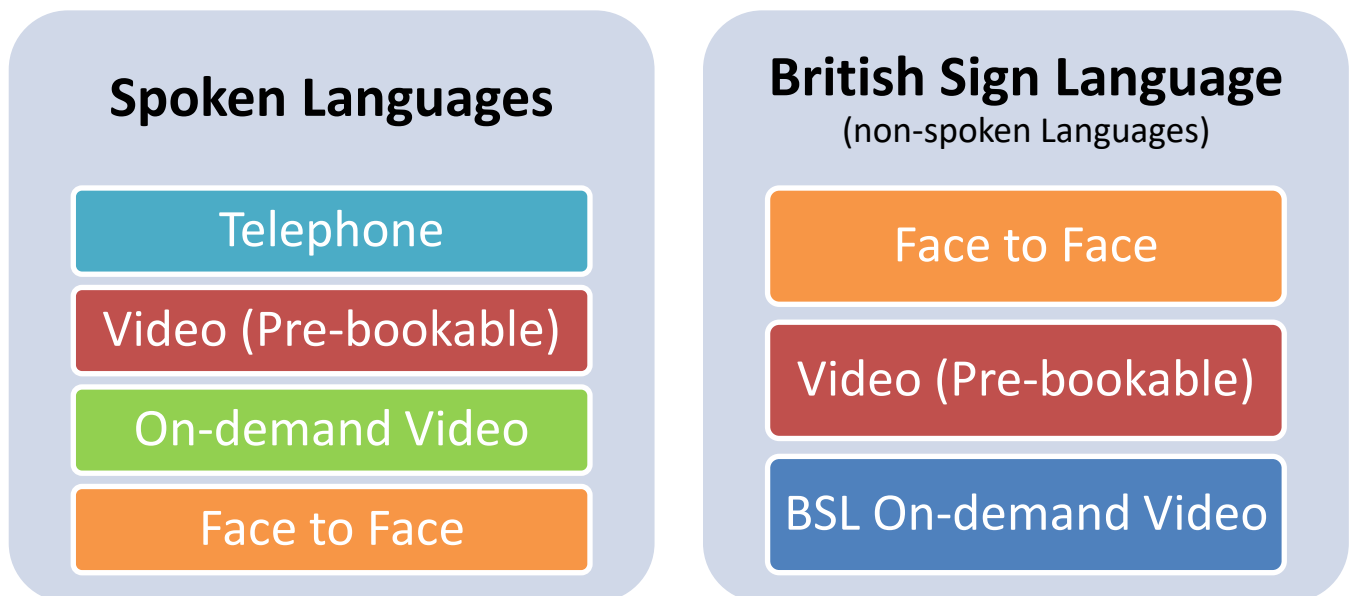 Spoken Languages
Telephone
Video (Pre-bookable)
On-demand Video
Face to Face
British Sign Language
(non-spoken Languages)
Face to Face
Video (Pre-bookable)
BSL On-demand Video